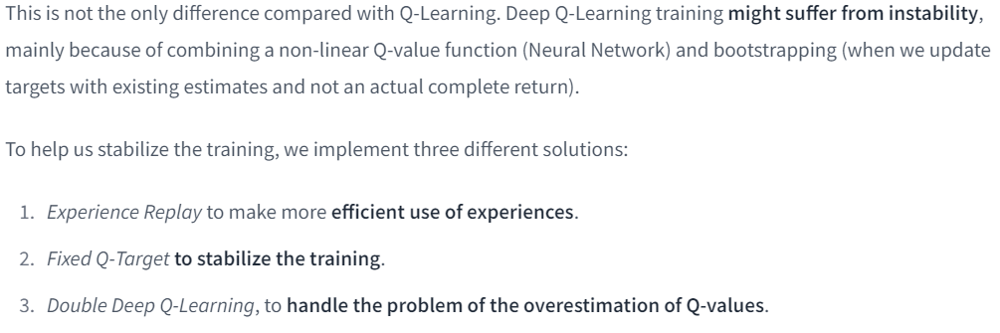 This is not the only difference compared with Q-Learning. Deep Q-Learning training might suffer from instability,
mainly because of combining a non-linear Q-value function (Neural Network) and bootstrapping (when we update
targets with existing estimates and not an actual complete return).
To help us stabilize the training, we implement three different solutions:
1. Experience Replay to make more efficient use of experiences.
2. Fixed Q-Target to stabilize the training.
3. Double Deep Q-Learning, to handle the problem of the overestimation of Q-values.